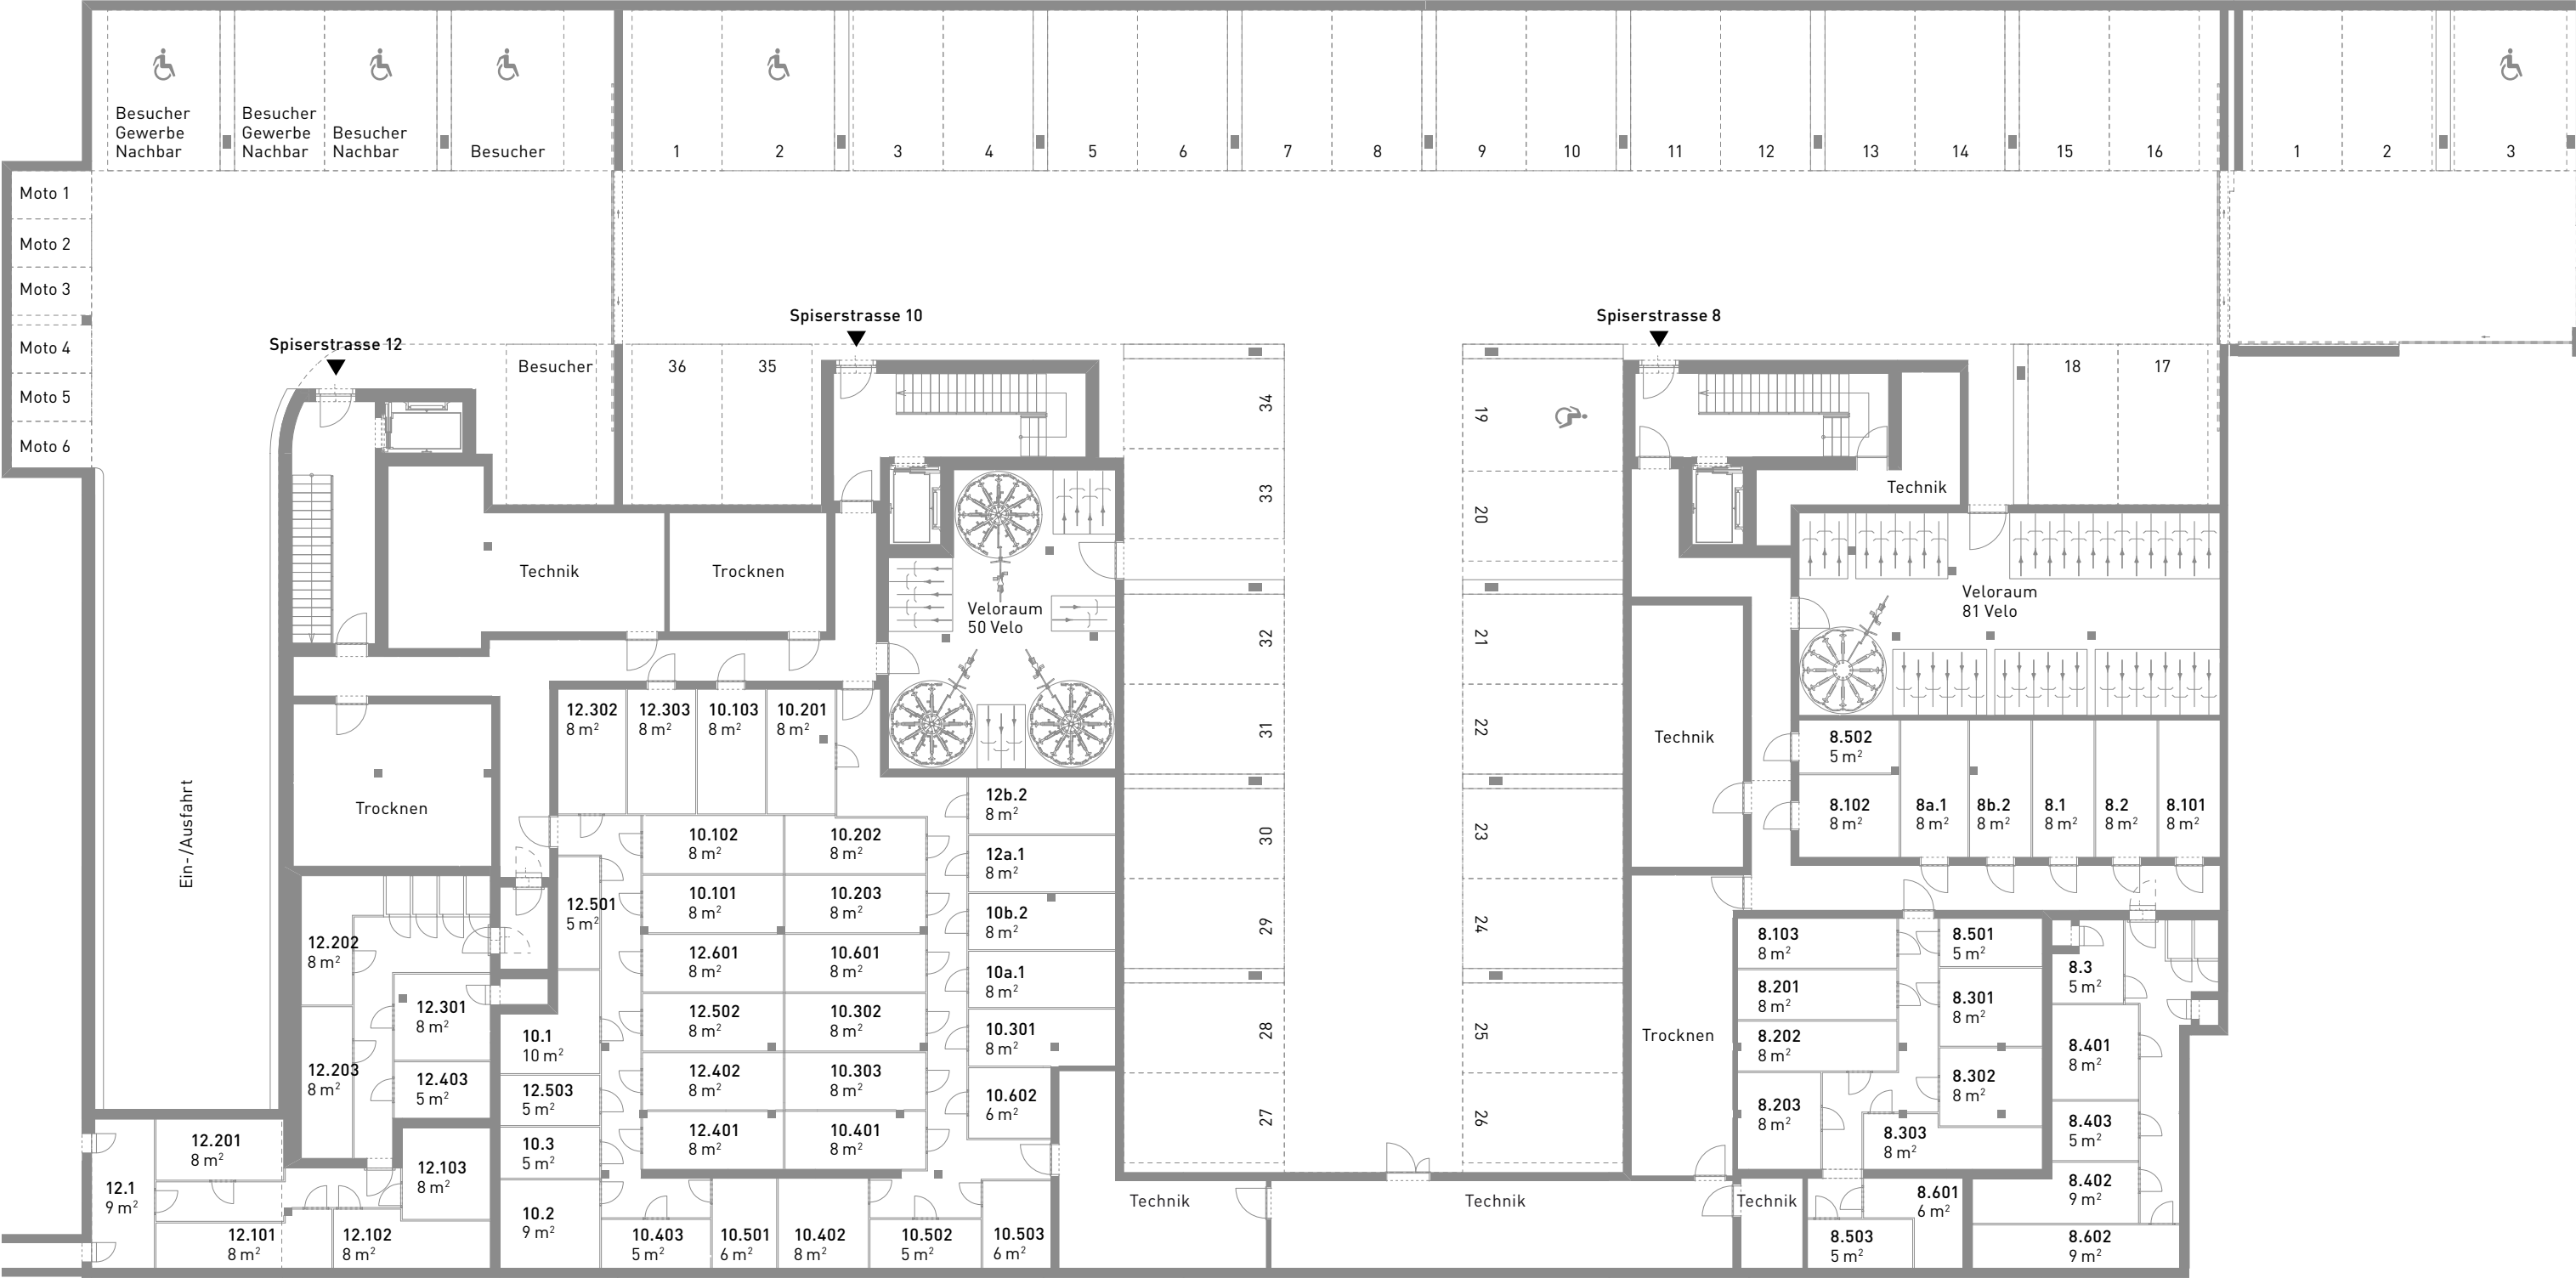 Besucher
Gewerbe
Nachbar
Besucher
Gewerbe
Nachbar
Besucher
Nachbar
Besucher
1
2
3
4
5
6
7
8
9
10
11
12
13
14
15
16
1
2
3
Moto 1
Moto 2
Moto 3
Moto 4
Moto 5
Moto 6
Spiserstrasse 12
Spiserstrasse 10
Spiserstrasse 8
Besucher
36
35
34
33
32
31
30
29
28
27
19
20
21
22
23
24
25
26
18
17
Technik
Trocknen
Veloraum
50 Velo
Technik
Veloraum
81 Velo
Technik
Trocknen
Ein-/Ausfahrt
Trocknen
12.302
8 m²
12.303
8 m²
10.103
8 m²
10.201
8 m²
12b.2
8 m²
12a.1
8 m²
10b.2
8 m²
10a.1
8 m²
10.301
8 m²
10.602
6 m²
10.102
8 m²
10.202
8 m²
10.101
8 m²
10.203
8 m²
12.601
8 m²
10.601
8 m²
12.502
8 m²
10.302
8 m²
12.402
8 m²
10.303
8 m²
12.401
8 m²
10.401
8 m²
12.501
5 m²
10.1
10 m²
12.503
5 m²
10.3
5 m²
10.2
9 m²
10.403
5 m²
10.501
6 m²
10.402
8 m²
10.502
5 m²
10.503
6 m²
12.202
8 m²
12.203
8 m²
12.301
8 m²
12.403
5 m²
12.103
8 m²
12.201
8 m²
12.1
9 m²
12.101
8 m²
12.102
8 m²
8.502
5 m²
8.102
8 m²
8a.1
8 m²
8b.2
8 m²
8.1
8 m²
8.2
8 m²
8.101
8 m²
8.103
8 m²
8.201
8 m²
8.202
8 m²
8.203
8 m²
8.501
5 m²
8.301
8 m²
8.302
8 m²
8.303
8 m²
8.3
5 m²
8.401
8 m²
8.403
5 m²
8.402
9 m²
8.602
9 m²
8.601
6 m²
8.503
5 m²
Technik
Technik
Technik